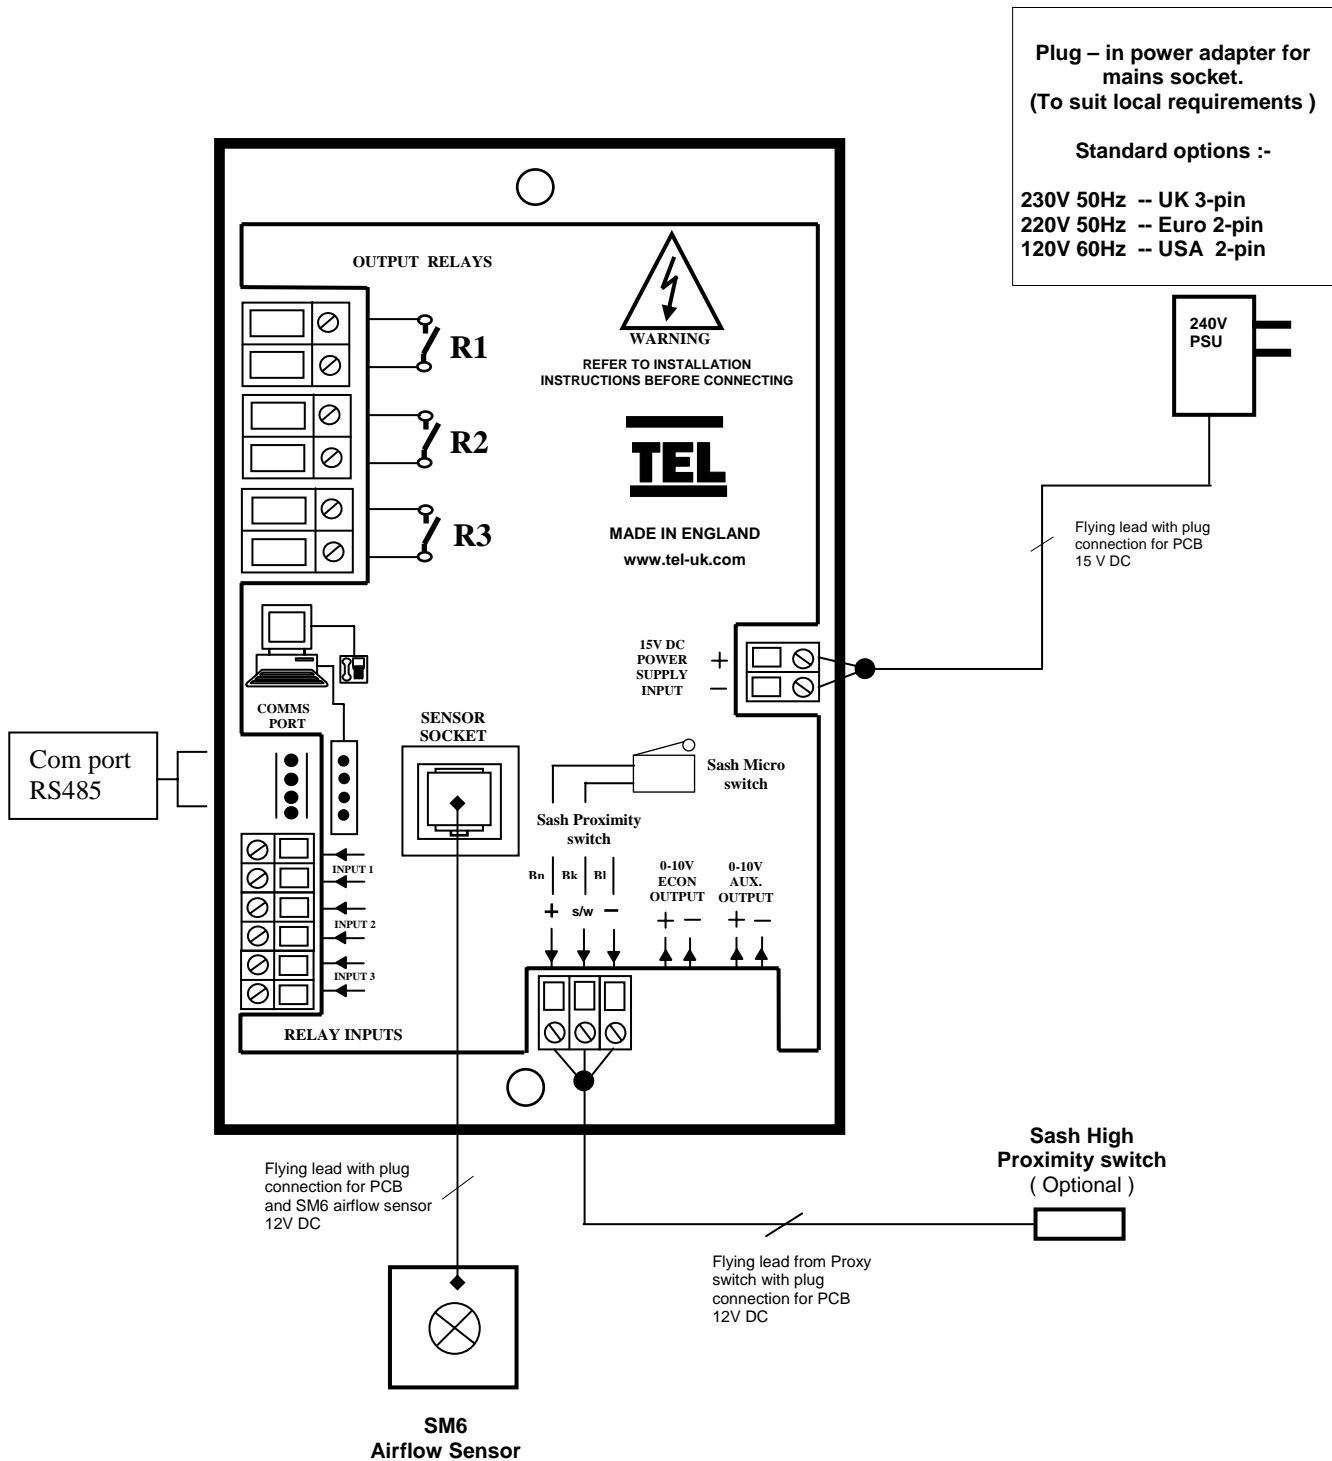 Plug – in power adapter for
mains socket.
(To suit local requirements )
Standard options :-
230V 50Hz -- UK 3-pin
220V 50Hz -- Euro 2-pin
120V 60Hz -- USA 2-pin
240V
PSU
Flying lead with plug
connection for PCB
15 V DC
OUTPUT RELAYS
R1
R2
R3
WARNING
REFER TO INSTALLATION
INSTRUCTIONS BEFORE CONNECTING
TEL
MADE IN ENGLAND
www.tel-uk.com
15V DC
POWER
SUPPLY
INPUT
+
−
COMMS
PORT
SENSOR
SOCKET
Com port
RS485
Sash Micro
switch
Sash Proximity
switch
Bn Bk Bl
+ s/w −
0-10V
ECON
OUTPUT
+ −
0-10V
AUX.
OUTPUT
+ −
INPUT 1
INPUT 2
INPUT 3
RELAY INPUTS
Flying lead with plug
connection for PCB
and SM6 airflow sensor
12V DC
Sash High
Proximity switch
( Optional )
Flying lead from Proxy
switch with plug
connection for PCB
12V DC
SM6
Airflow Sensor